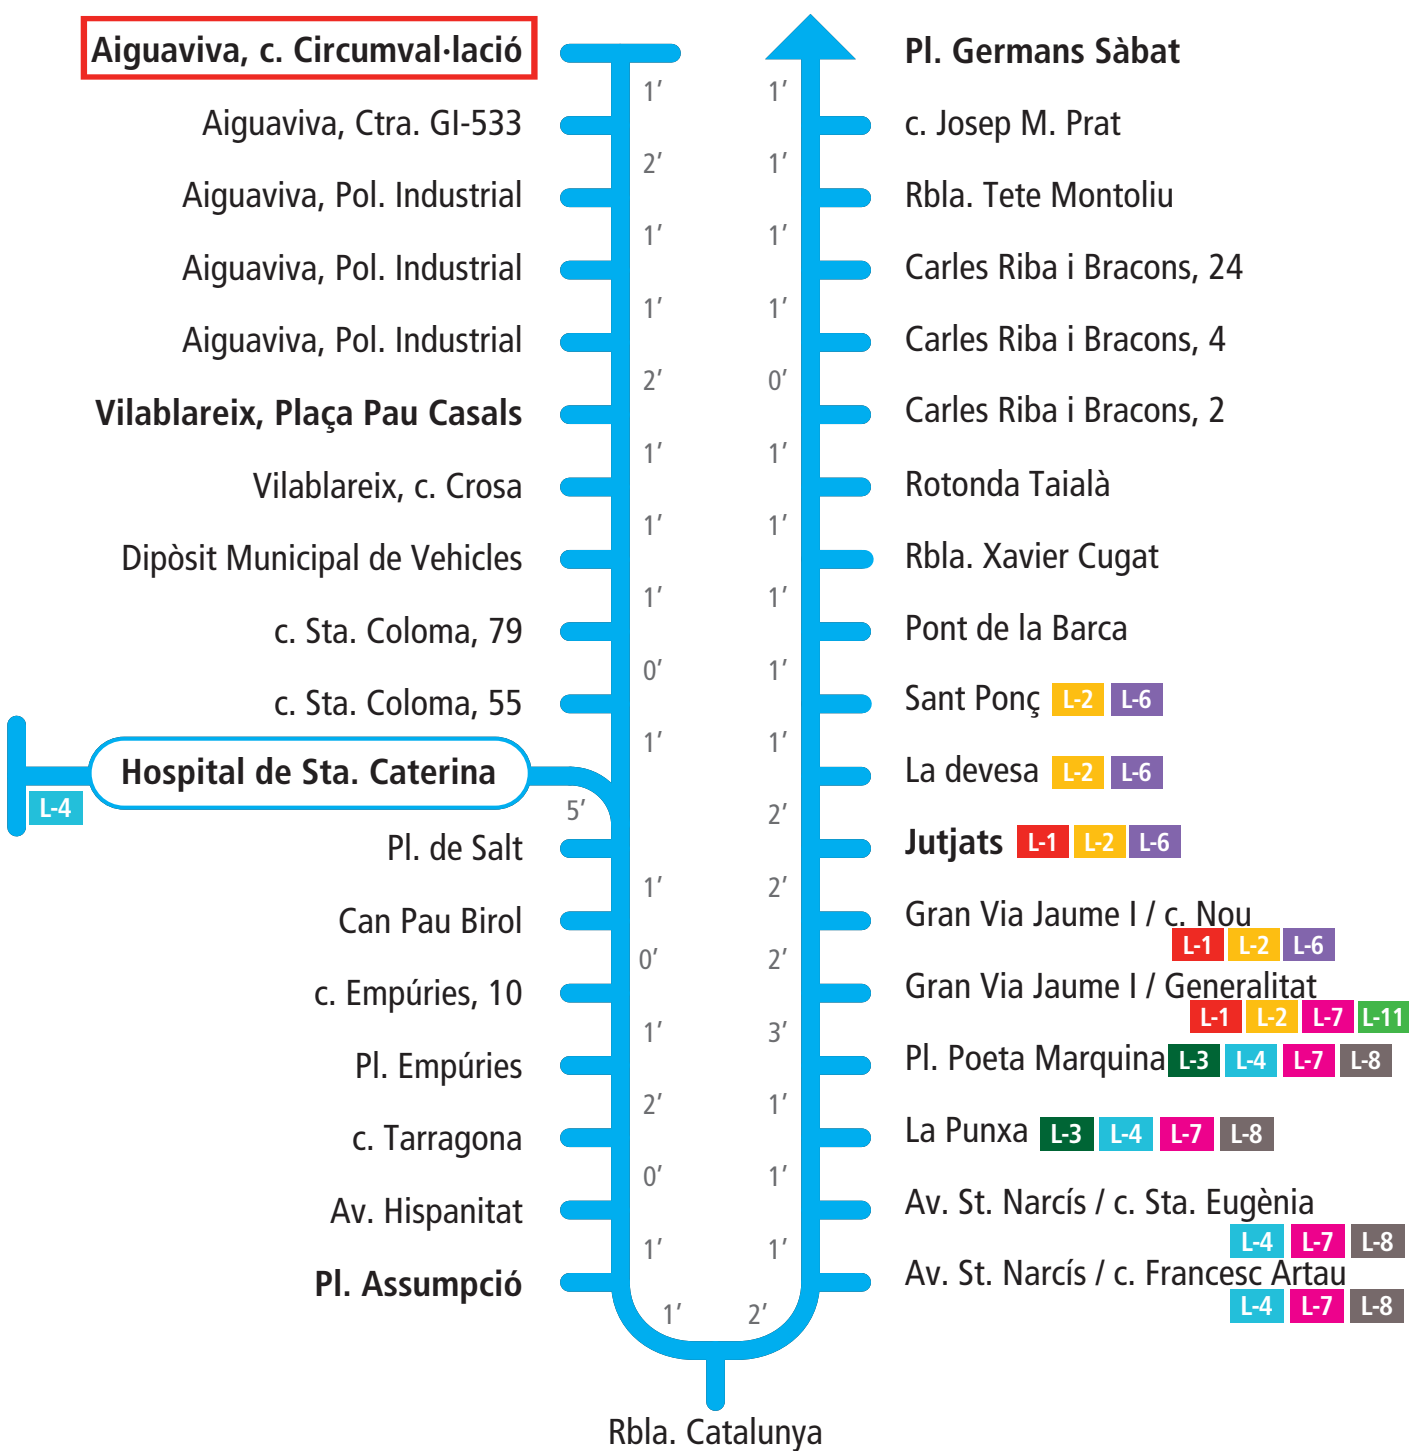 Aiguaviva, c. Circumval·lació
1’
Aiguaviva, Ctra. GI-533
2’
Aiguaviva, Pol. Industrial
1’
Aiguaviva, Pol. Industrial
1’
Aiguaviva, Pol. Industrial
2’
Vilablareix, Plaça Pau Casals
1’
Vilablareix, c. Crosa
1’
Dipòsit Municipal de Vehicles
1’
c. Sta. Coloma, 79
0’
c. Sta. Coloma, 55
1’
Hospital de Sta. Caterina
L-4
5’
Pl. de Salt
1’
Can Pau Birol
0’
c. Empúries, 10
1’
Pl. Empúries
2’
c. Tarragona
0’
Av. Hispanitat
1’
Pl. Assumpció
1’
Rbla. Catalunya
2’
Pl. Germans Sàbat
1’
c. Josep M. Prat
1’
Rbla. Tete Montoliu
1’
Carles Riba i Bracons, 24
1’
Carles Riba i Bracons, 4
0’
Carles Riba i Bracons, 2
1’
Rotonda Taialà
1’
Rbla. Xavier Cugat
1’
Pont de la Barca
1’
Sant Ponç L-2 L-6
1’
La devesa L-2 L-6
2’
Jutjats L-1 L-2 L-6
2’
Gran Via Jaume I / c. Nou
L-1 L-2 L-6
2’
Gran Via Jaume I / Generalitat
L-1 L-2 L-7 L-11
3’
Pl. Poeta Marquina L-3 L-4 L-7 L-8
1’
La Punxa L-3 L-4 L-7 L-8
1’
Av. St. Narcís / c. Sta. Eugènia
L-4 L-7 L-8
1’
Av. St. Narcís / c. Francesc Artau
L-4 L-7 L-8